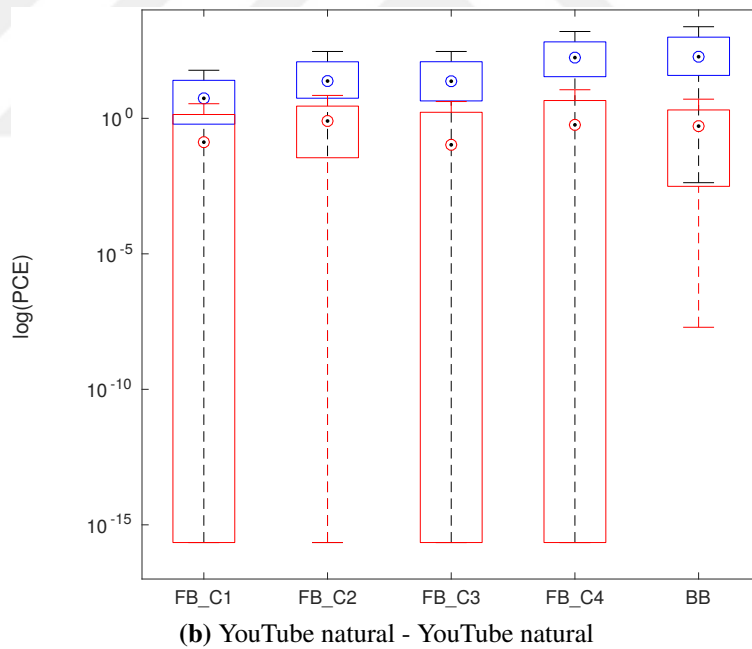 10^0
10^-5
log(PCE)
10^-10
10^-15
FB_C1 FB_C2 FB_C3 FB_C4 BB
(b) YouTube natural - YouTube natural